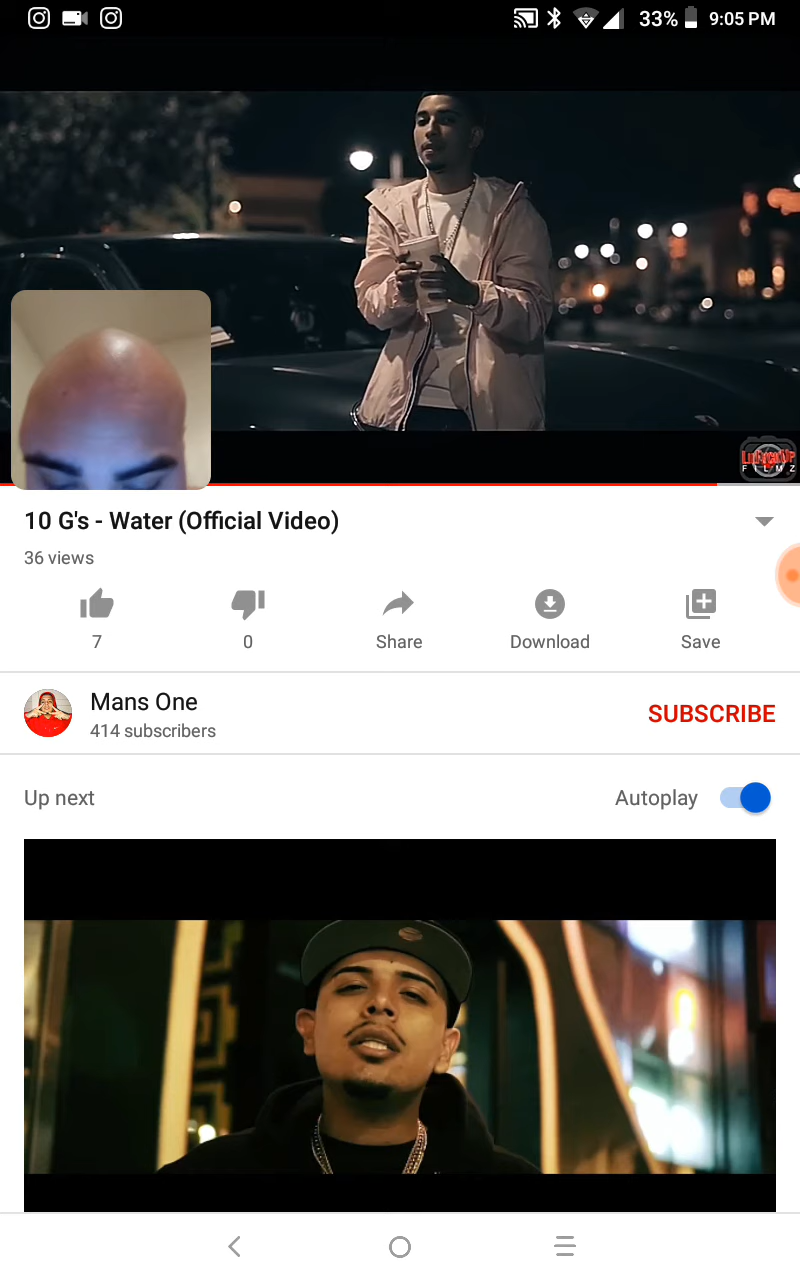 33% 9:05 PM
FILMZ
10 G's - Water (Official Video)
36 views
7 0 Share Download Save
Mans One
414 subscribers
SUBSCRIBE
Up next Autoplay